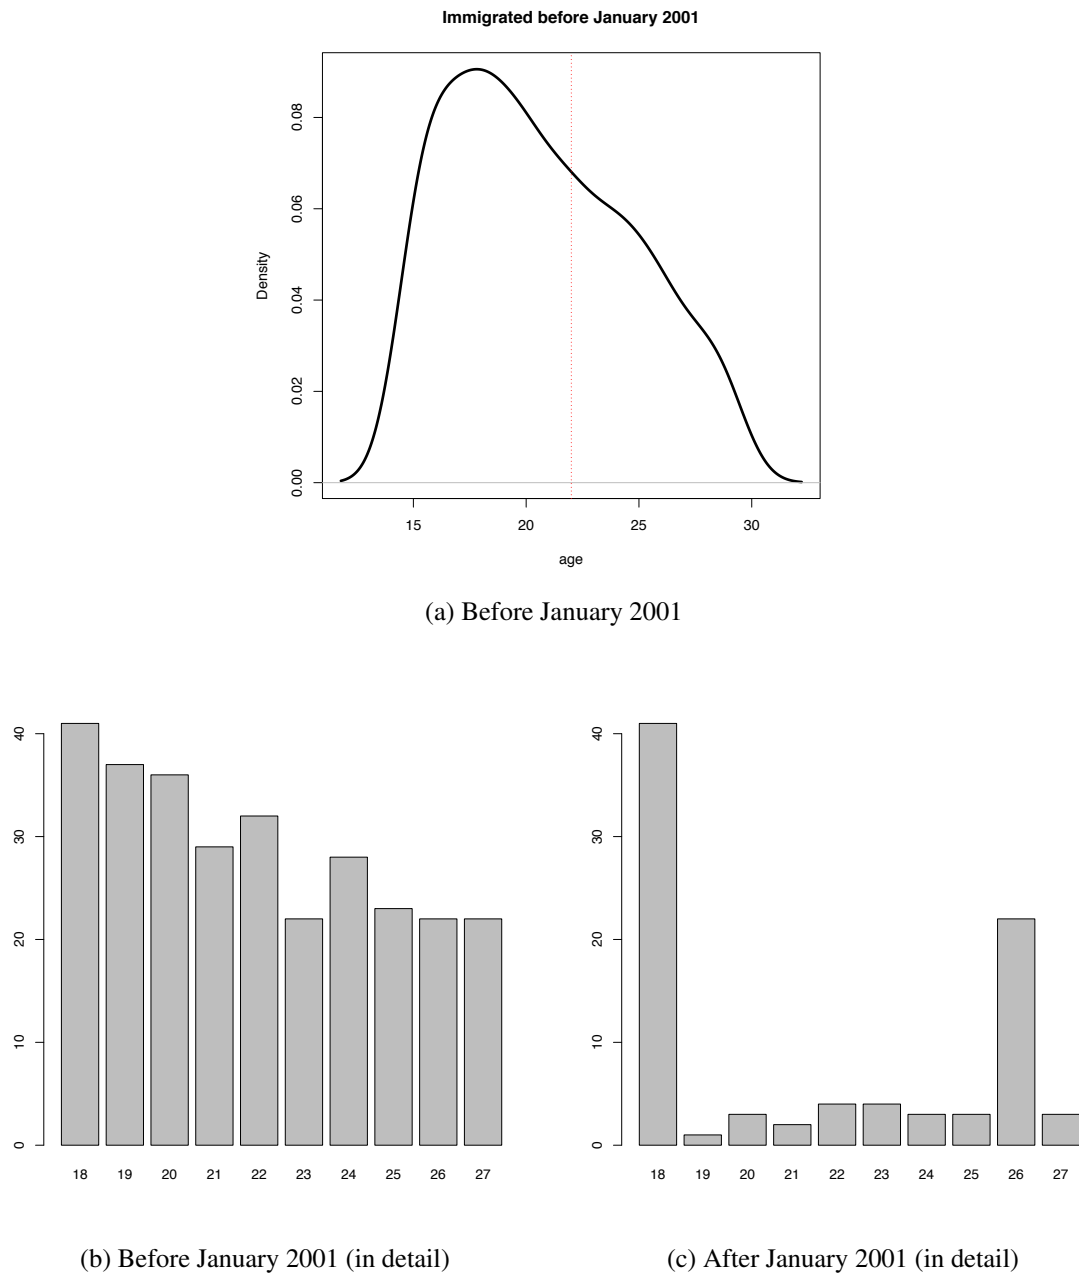 Immigrated before January 2001
0.08
0.06
0.04
0.02
0.00
Density
15 20 25 30
age
(a) Before January 2001
40
30
20
10
0
18 19 20 21 22 23 24 25 26 27
(b) Before January 2001 (in detail)
40
30
20
10
0
18 19 20 21 22 23 24 25 26 27
(c) After January 2001 (in detail)